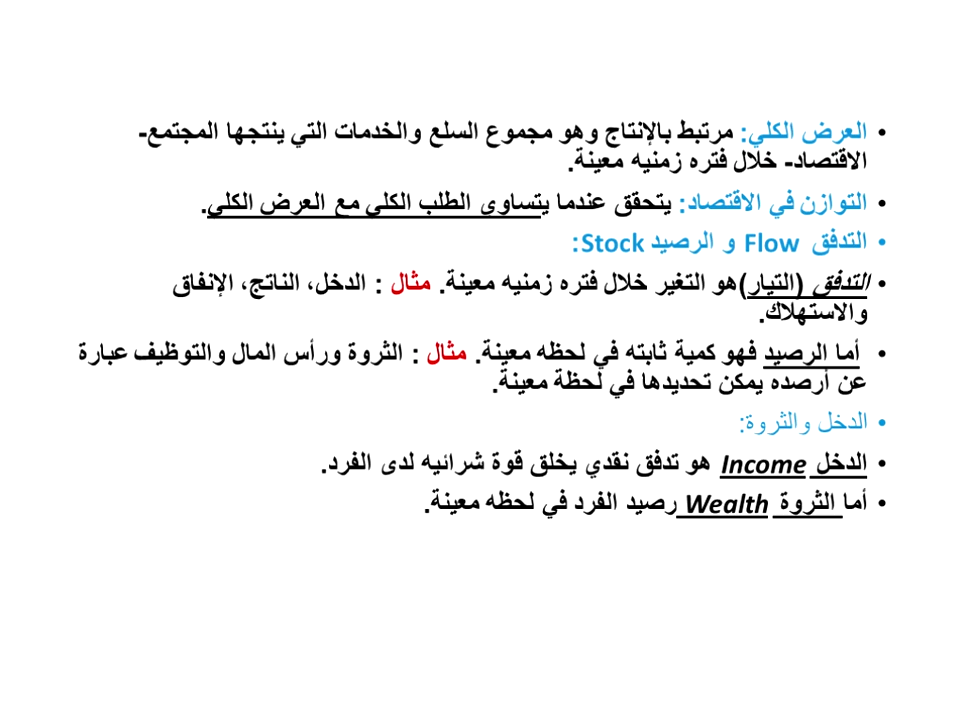 • العرض الكلي: مرتبط بالإنتاج وهو مجموع السلع والخدمات التي ينتجها المجتمع-
الاقتصاد- خلال فتره زمنيه معينة.
• التوازن في الاقتصاد: يتحقق عندما يتساوى الطلب الكلي مع العرض الكلي.
• التدفق Flow و الرصيد Stock:
• التدفق (التيار)هو التغير خلال فتره زمنيه معينة. مثال : الدخل، الناتج، الإنفاق
والاستهلاك.
• أما الرصيد فهو كمية ثابته في لحظه معينة. مثال : الثروة ورأس المال والتوظيف عبارة
عن أرصده يمكن تحديدها في لحظة معينة.
• الدخل والثروة:
• الدخل Income هو تدفق نقدي يخلق قوة شرائيه لدى الفرد.
• أما الثروة Wealth رصيد الفرد في لحظه معينة.